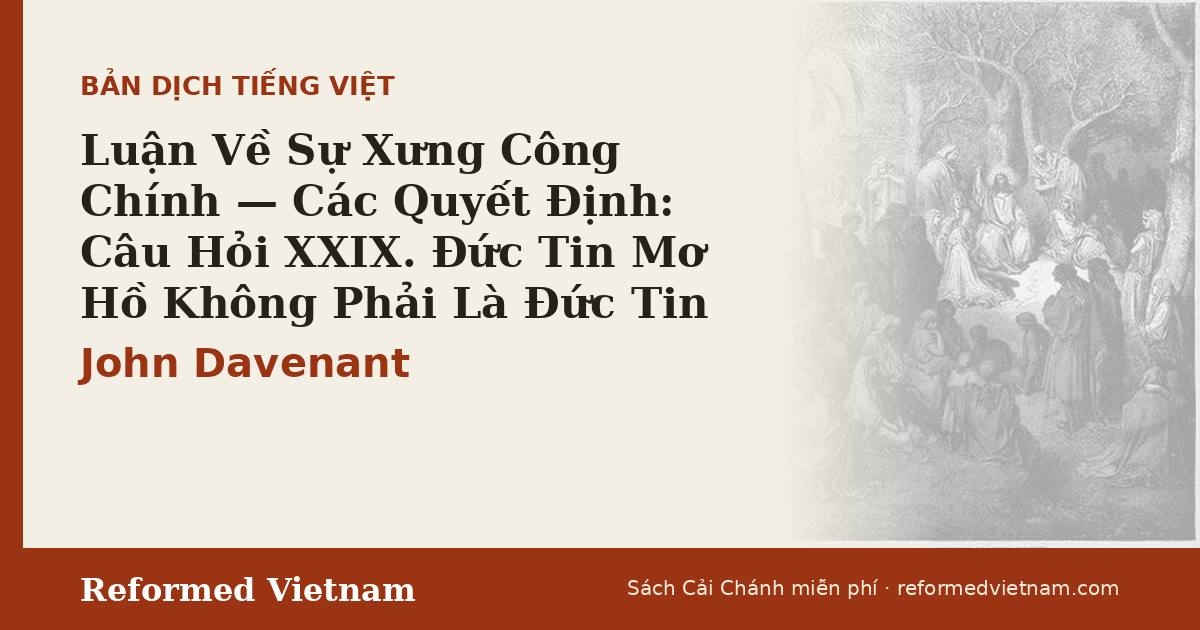 BẢN DỊCH TIẾNG VIỆT
Luận Về Sự Xưng Công
Chính — Các Quyết Định:
Câu Hỏi XXIX. Đức Tin Mơ
Hồ Không Phải Là Đức Tin
John Davenant
Reformed Vietnam
Sách Cải Chánh miễn phí · reformedvietnam.com